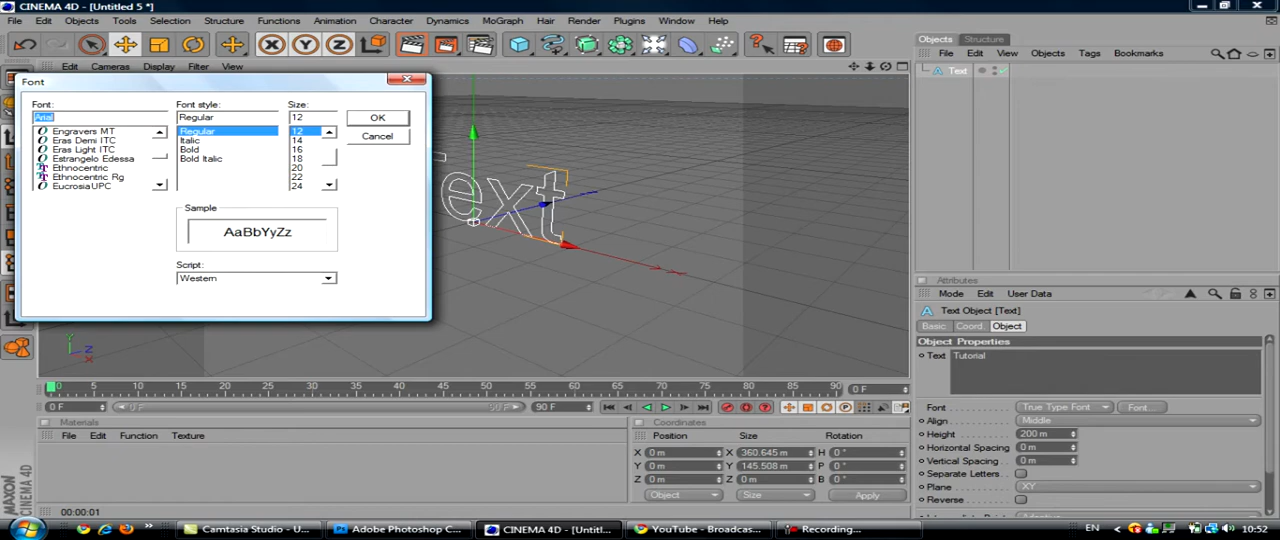 CINEMA 4D - [Untitled 5 *]
File Edit Objects Tools Selection Structure Functions Animation Character Dynamics MoGraph Hair Render Plugins Window Help
Objects Structure
File Edit View Objects Tags Bookmarks
Edit Cameras Display Filter View
Text
Font
Font: Font style: Size:
Arial Regular 12 OK
Engravers MT Regular 12
Eras Demi ITC Italic 14 Cancel
Eras Light ITC Bold 16
Estrangelo Edessa Bold Italic 18
Ethnocentric 20
Ethnocentric Rg 22
EucrosiaUPC 24
Sample
AaBbYyZz
Script:
Western
Text
Y
Z
X
Attributes
Mode Edit User Data
Text Object [Text]
Basic Coord. Object
Object Properties
Text Tutorial
Font True Type Font Font...
Align Middle
Height 200 m
Horizontal Spacing 0 m
Vertical Spacing 0 m
Separate Letters
Plane XY
Reverse
0 5 10 15 20 25 30 35 40 45 50 55 60 65 70 75 80 85 90 0 F
0 F 0 F 90 F 90 F
Materials
File Edit Function Texture
Coordinates
Position Size Rotation
X 0 m X 360.645 m H 0 °
Y 0 m Y 145.508 m P 0 °
Z 0 m Z 0 m B 0 °
Object Size Apply
MAXON
CINEMA 4D
00:00:01
Camtasia Studio - U... Adobe Photoshop C... CINEMA 4D - [Untitl... YouTube - Broadcas... Recording... EN 10:52